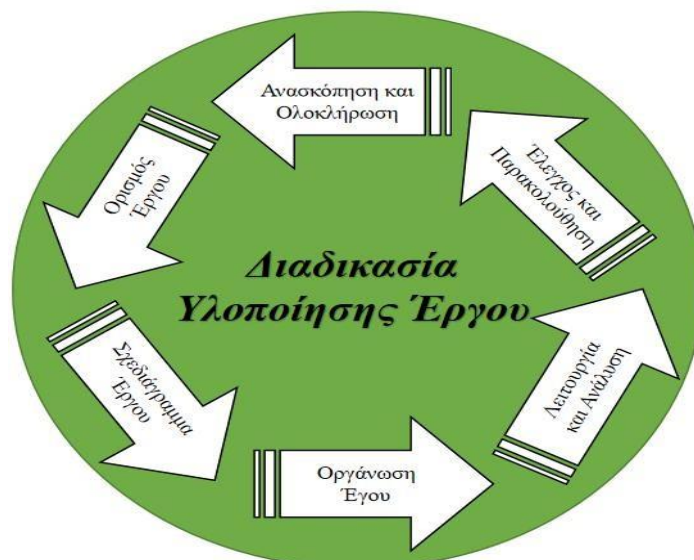 Ανασκόπηση και
Ολοκλήρωση
Ορισμός
Έργου
Σχεδιάγραμμα
Έργου
Οργάνωση
Έγου
Λειτουργία
και Ανάλυση
Έλεγχος και
Παρακολούθηση
Διαδικασία
Υλοποίησης Έργου